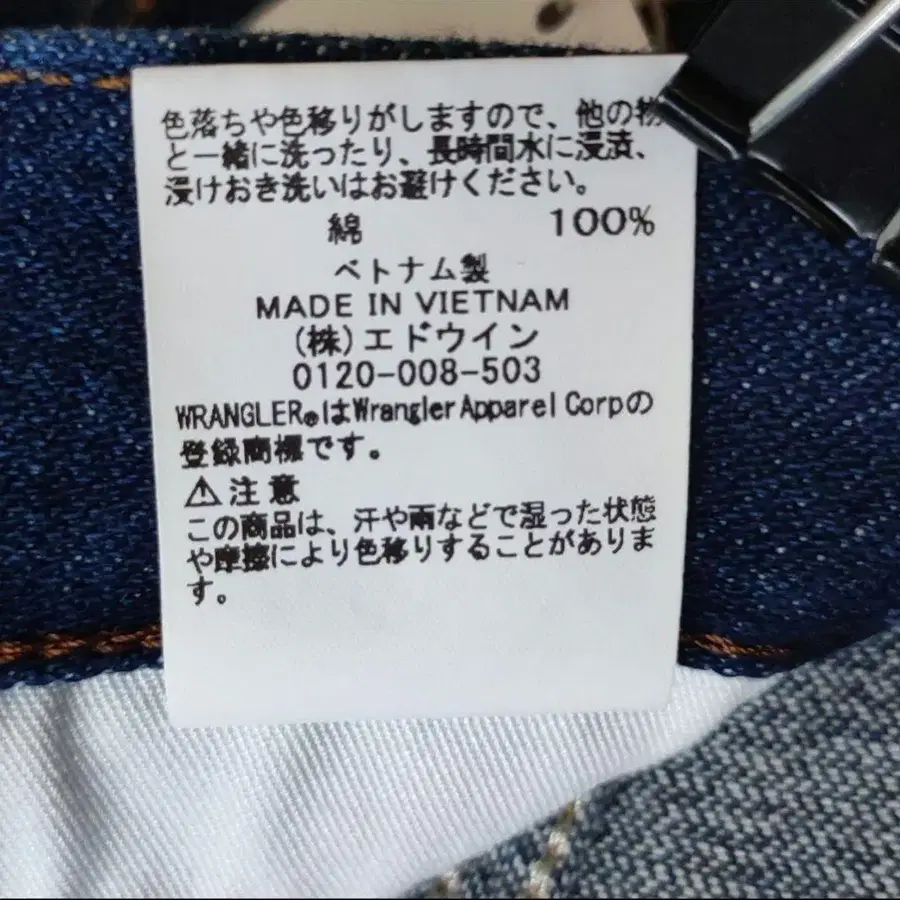 色落ちや色移りがしますので、他の物
と一緒に洗ったり、長時間水に浸漬、
浸けおき洗いはお避けください。
綿 100%
ベトナム製
MADE IN VIETNAM
(株)エドウイン
0120-008-503
WRANGLER®はWrangler Apparel Corpの
登録商標です。
⚠注意
この商品は、汗や雨などで湿った状態
や摩擦により色移りすることがありま
す。